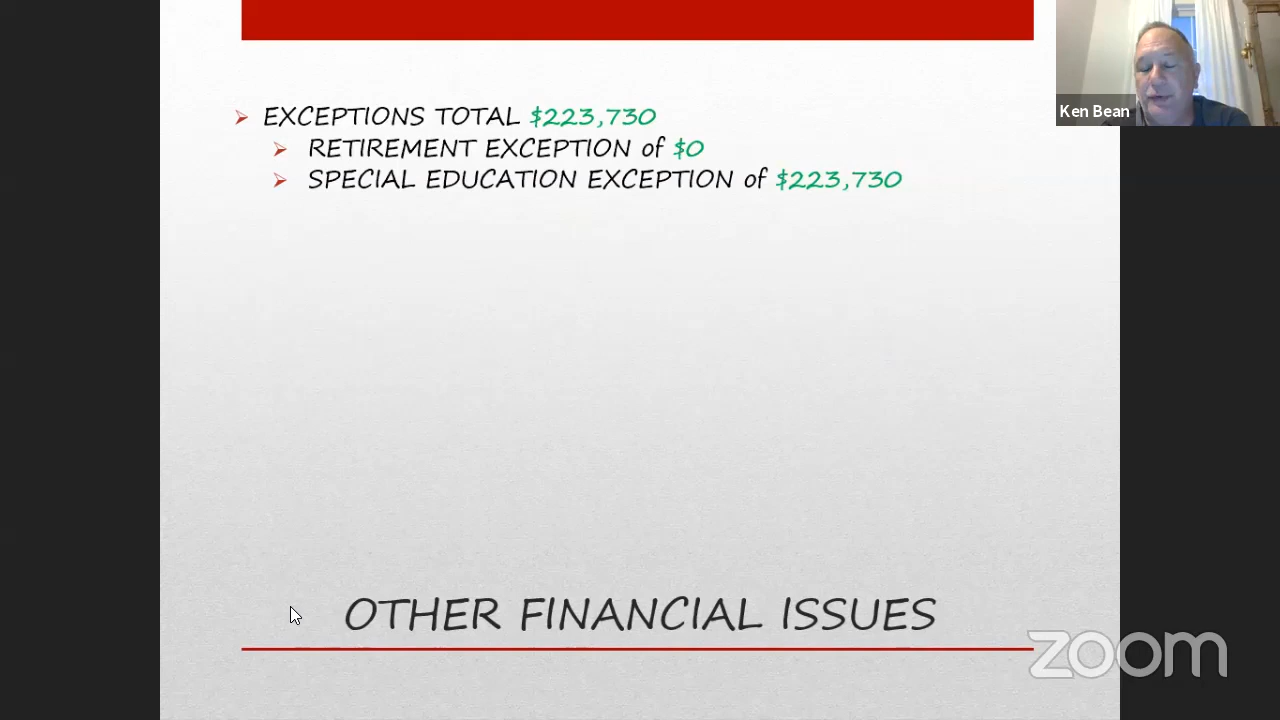 EXCEPTIONS TOTAL $223,730
RETIREMENT EXCEPTION of $0
SPECIAL EDUCATION EXCEPTION of $223,730
Ken Bean
OTHER FINANCIAL ISSUES
zoom